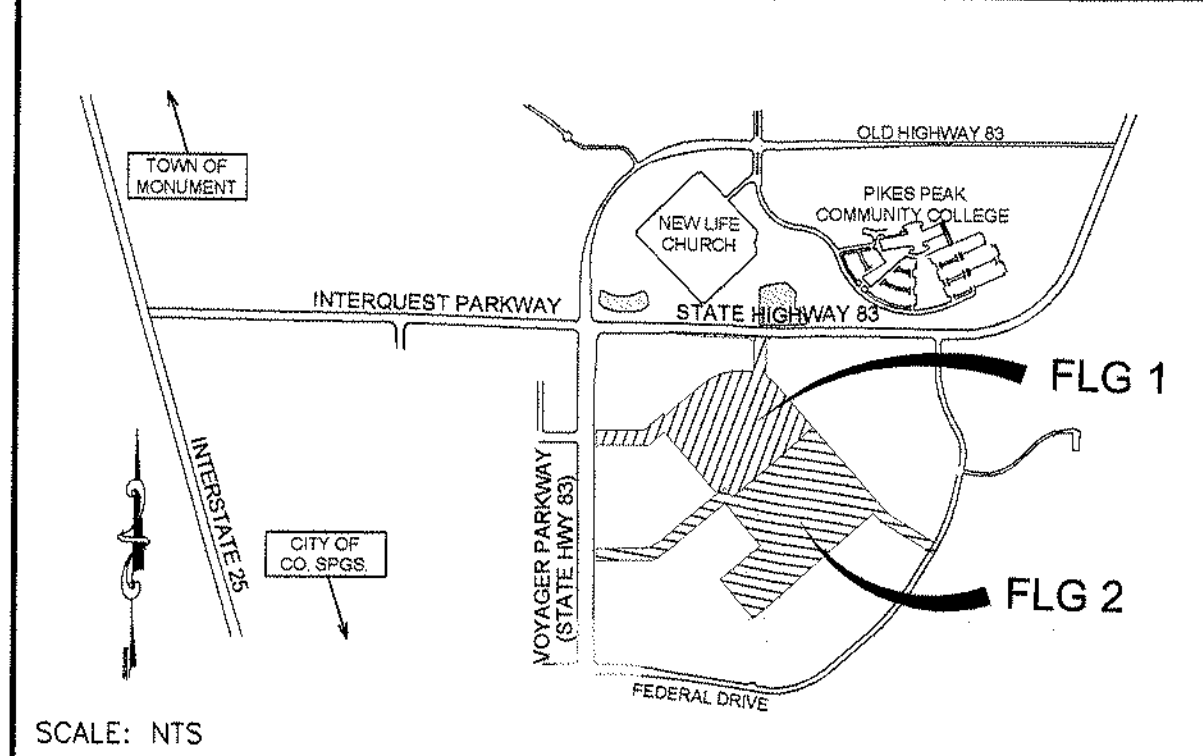 TOWN OF
MONUMENT
OLD HIGHWAY 83
PIKES PEAK
COMMUNITY COLLEGE
NEW LIFE
CHURCH
INTERQUEST PARKWAY
STATE HIGHWAY 83
FLG 1
INTERSTATE 25
CITY OF
CO. SPGS.
VOYAGER PARKWAY
(STATE HWY 83)
FLG 2
FEDERAL DRIVE
SCALE: NTS